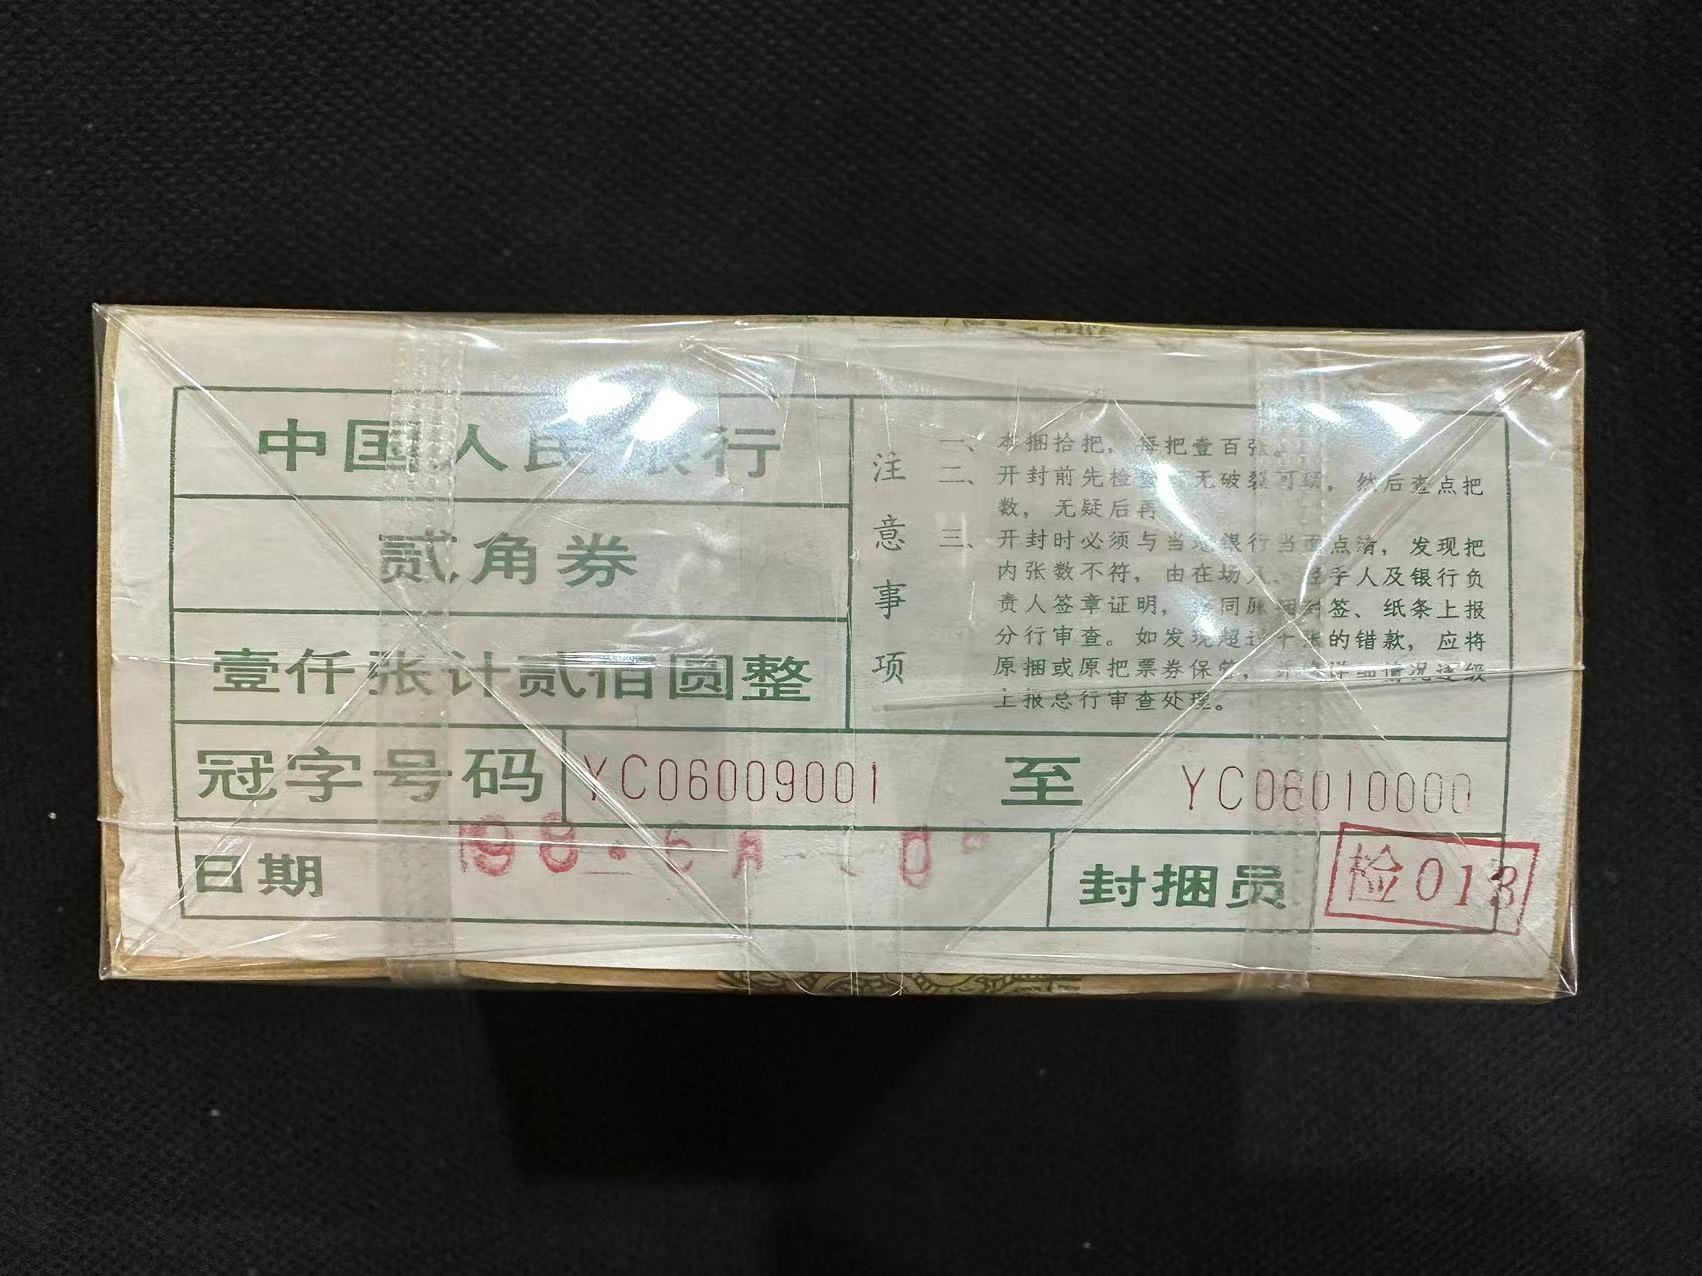 中国人民银行
贰角券
壹仟张计贰佰圆整
注意事项
一、本捆拾把，每把壹百张。
二、开封前先检查 无破裂可疑，然后查点把
数，无疑后再
三、开封时必须与当地银行当面点清，发现把
内张数不符，由在场人、经手人及银行负
责人签章证明，连同原捆封签、纸条上报
分行审查。如发现超过十张的错款，应将
原捆或原把票券保管，并将详细情况逐级
上报总行审查处理。
冠字号码 YC06009001 至 YC06010000
日期 98. 6月 日
封捆员 检013